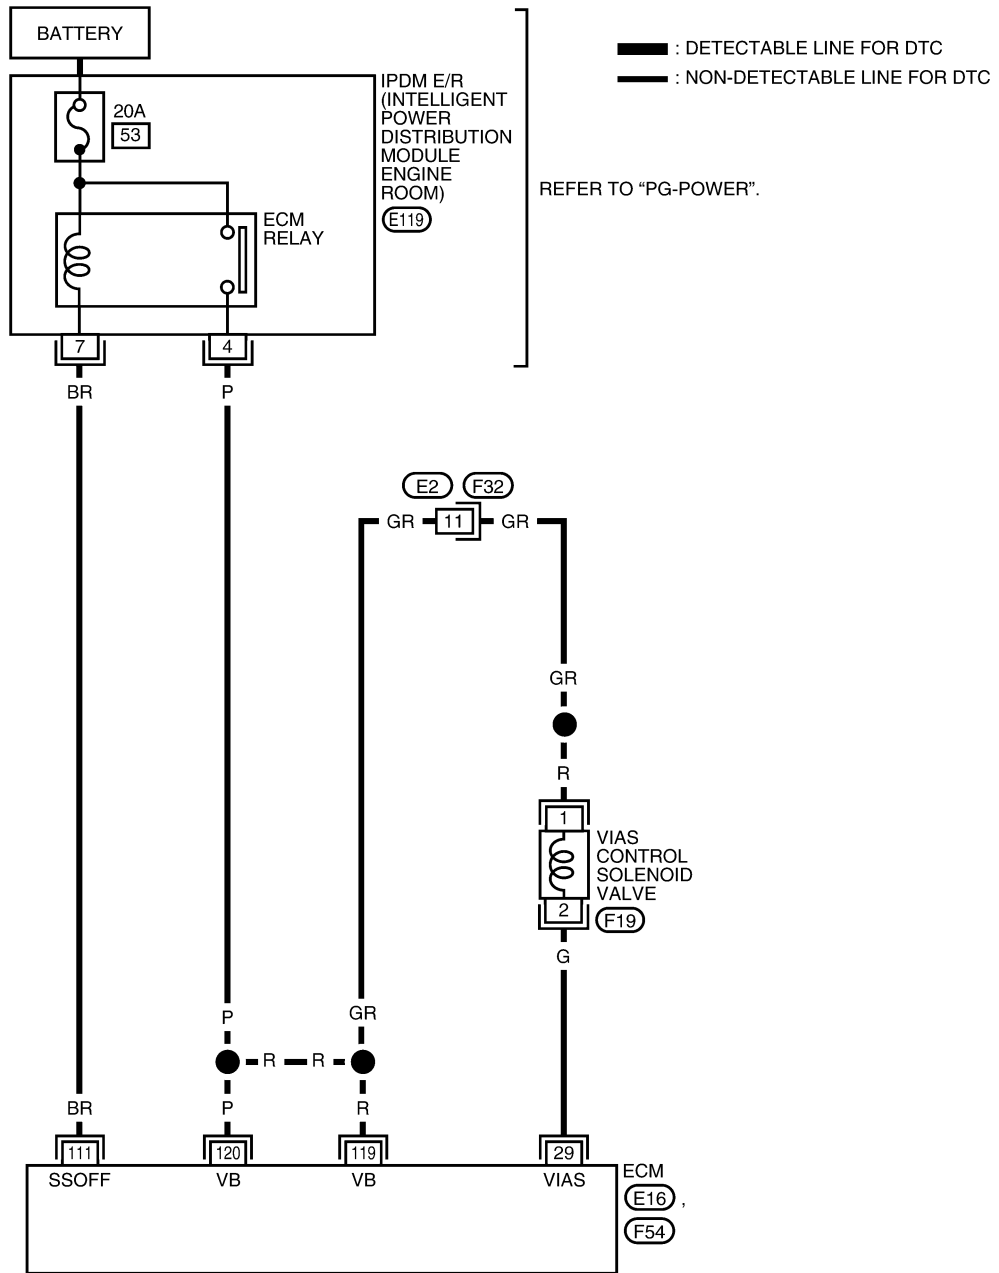 BATTERY
: DETECTABLE LINE FOR DTC
: NON-DETECTABLE LINE FOR DTC
20A
53
IPDM E/R
(INTELLIGENT
POWER
DISTRIBUTION
MODULE
ENGINE
ROOM)
E119
REFER TO “PG-POWER”.
ECM
RELAY
7
4
BR
P
E2
F32
GR
11
GR
GR
R
1
VIAS
CONTROL
SOLENOID
VALVE
2
F19
G
P
GR
R
R
BR
P
R
111
120
119
29
SSOFF
VB
VB
VIAS
ECM
E16 ,
F54